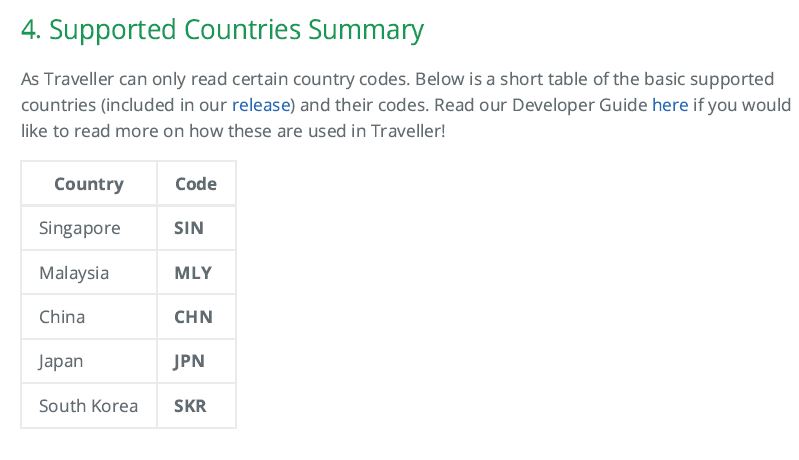 4. Supported Countries Summary
As Traveller can only read certain country codes. Below is a short table of the basic supported
countries (included in our release) and their codes. Read our Developer Guide here if you would
like to read more on how these are used in Traveller!
Country Code
Singapore SIN
Malaysia MLY
China CHN
Japan JPN
South Korea SKR